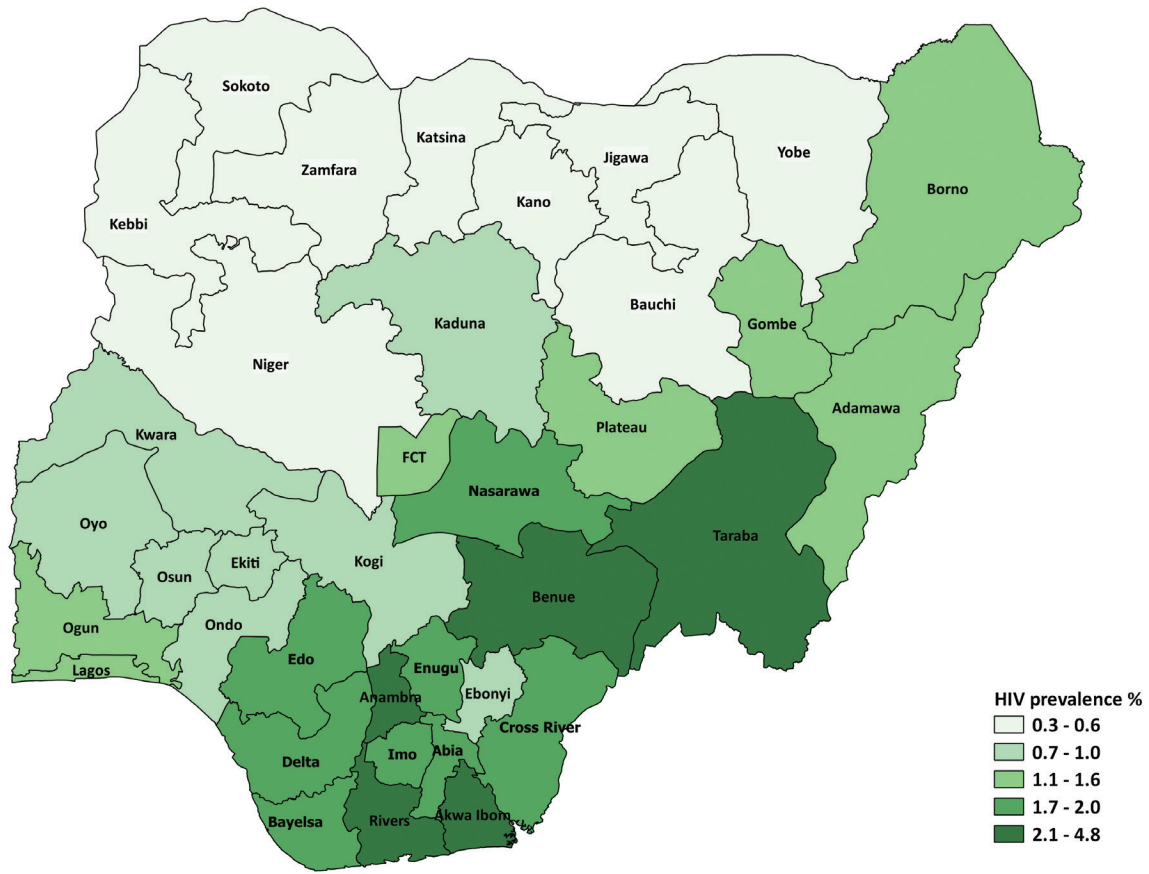 Sokoto
Katsina
Jigawa
Yobe
Zamfara
Borno
Kano
Kebbi
Bauchi
Kaduna
Gombe
Niger
Adamawa
Plateau
Kwara
FCT
Nasarawa
Oyo
Taraba
Ekiti
Kogi
Osun
Benue
Ogun
Ondo
Edo
Enugu
Lagos
Anambra
Ebonyi
HIV prevalence %
0.3 - 0.6
Cross River
0.7 - 1.0
Imo
Abia
Delta
1.1 - 1.6
1.7 - 2.0
Bayelsa
Rivers
Akwa Ibom
2.1 - 4.8